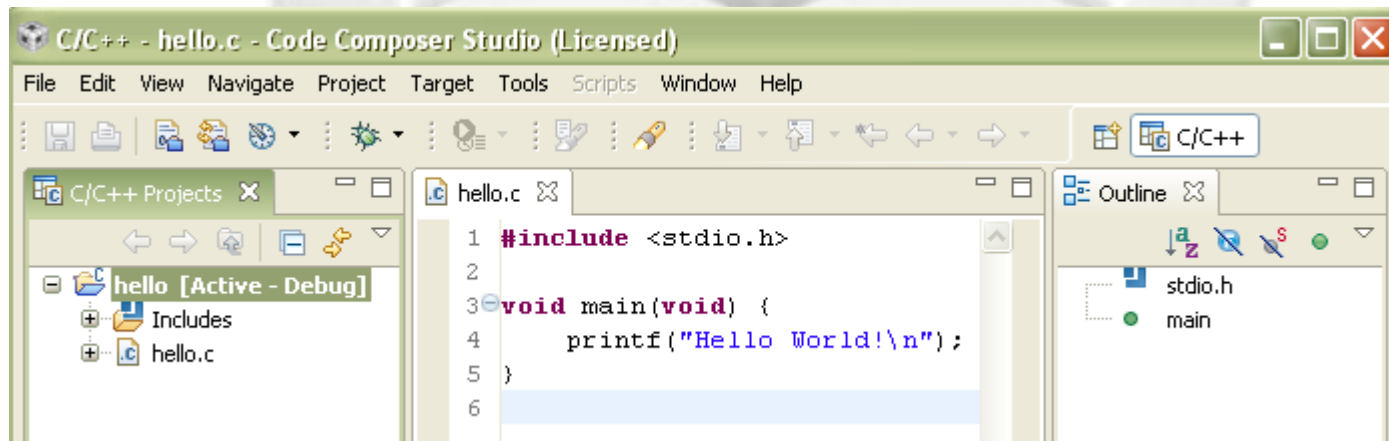 C/C++ - hello.c - Code Composer Studio (Licensed)
File Edit View Navigate Project Target Tools Scripts Window Help
C/C++
C/C++ Projects
hello.c
Outline
hello [Active - Debug]
Includes
hello.c
1 #include <stdio.h>
2
3 void main(void) {
4     printf("Hello World!\n");
5 }
6
stdio.h
main